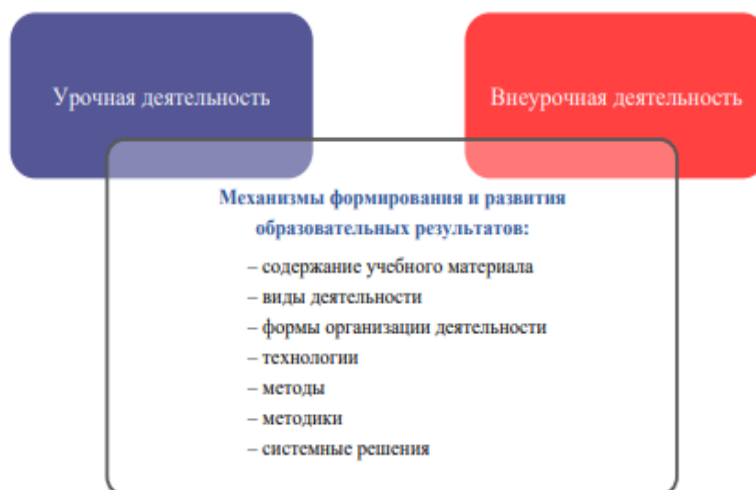 Урочная деятельность
Внеурочная деятельность
Механизмы формирования и развития
образовательных результатов:
– содержание учебного материала
– виды деятельности
– формы организации деятельности
– технологии
– методы
– методики
– системные решения